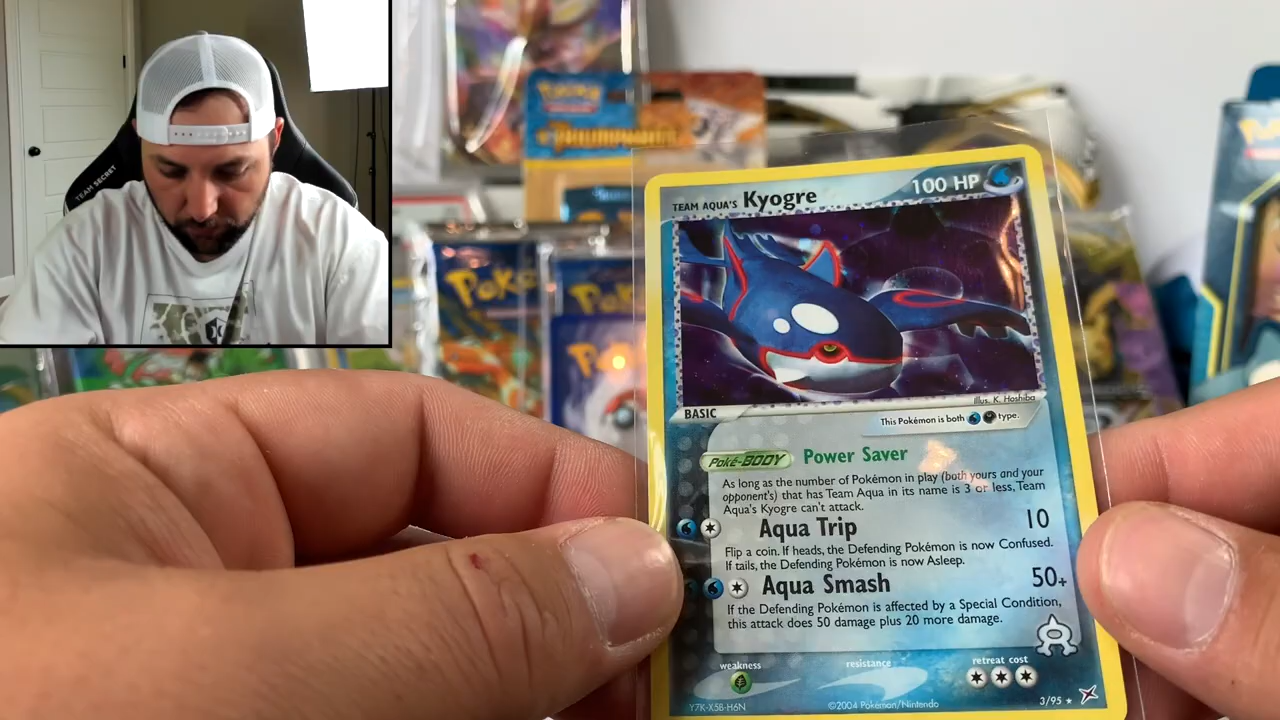 TEAM SECRET
POKÉMON
Poké
Pok
TEAM AQUA'S Kyogre 100 HP
Illus. K. Hoshiba
BASIC
This Pokémon is both type.
Poké-BODY Power Saver
As long as the number of Pokémon in play (both yours and your
opponent's) that has Team Aqua in its name is 3 or less, Team
Aqua's Kyogre can't attack.
Aqua Trip 10
Flip a coin. If heads, the Defending Pokémon is now Confused.
If tails, the Defending Pokémon is now Asleep.
Aqua Smash 50+
If the Defending Pokémon is affected by a Special Condition,
this attack does 50 damage plus 20 more damage.
weakness resistance retreat cost
Y7K-X5B-H6N ©2004 Pokémon/Nintendo 3/95 ★